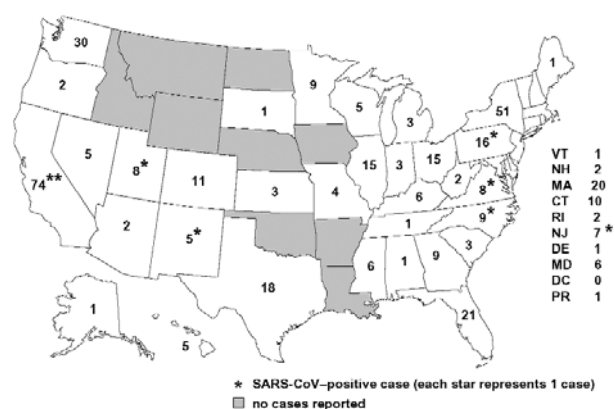 1
30
2
9
1
5
3
51
16*
5
8*
11
74**
3
4
15
3
15
2
8*
6
9*
1
2
5*
3
6
1
9
18
21
1
5
VT 1
NH 2
MA 20
CT 10
RI 2
NJ 7*
DE 1
MD 6
DC 0
PR 1
* SARS-CoV–positive case (each star represents 1 case)
no cases reported